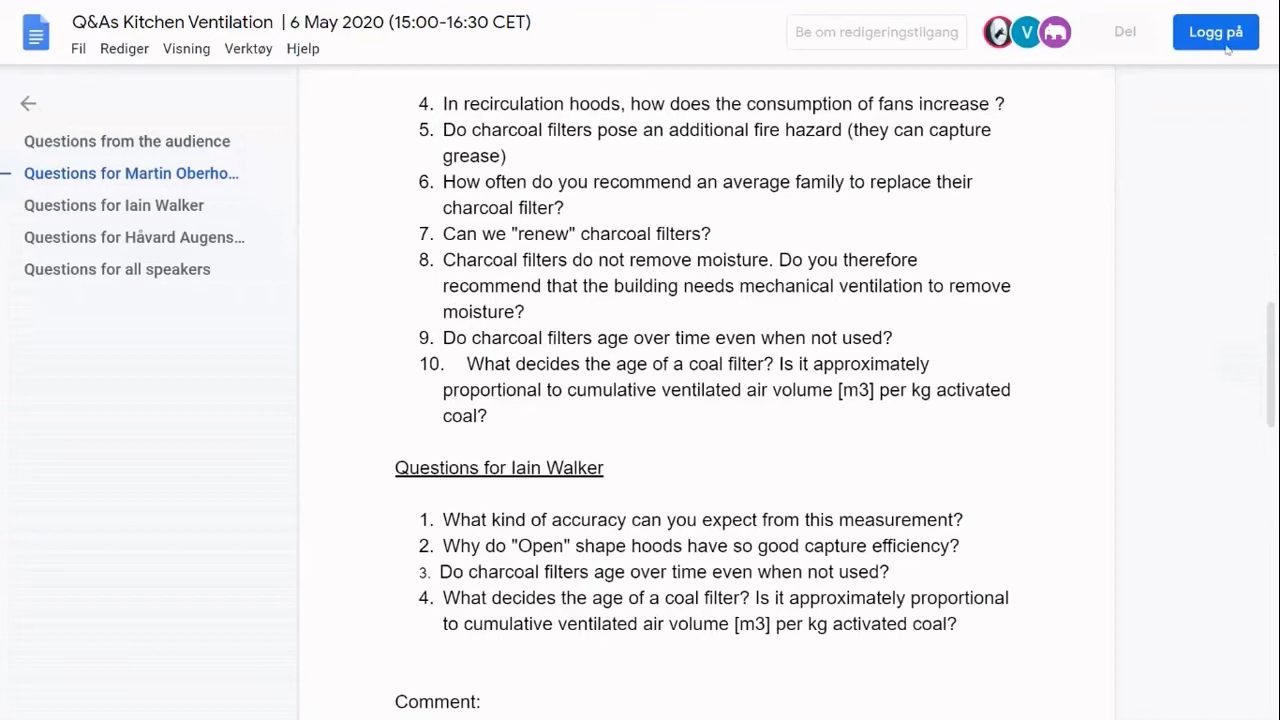 Q&As Kitchen Ventilation | 6 May 2020 (15:00-16:30 CET)
Fil Rediger Visning Verktøy Hjelp
Be om redigeringstilgang
V
Del
Logg på
Questions from the audience
Questions for Martin Oberho...
Questions for Iain Walker
Questions for Håvard Augens...
Questions for all speakers
4. In recirculation hoods, how does the consumption of fans increase ?
5. Do charcoal filters pose an additional fire hazard (they can capture
grease)
6. How often do you recommend an average family to replace their
charcoal filter?
7. Can we "renew" charcoal filters?
8. Charcoal filters do not remove moisture. Do you therefore
recommend that the building needs mechanical ventilation to remove
moisture?
9. Do charcoal filters age over time even when not used?
10. What decides the age of a coal filter? Is it approximately
proportional to cumulative ventilated air volume [m3] per kg activated
coal?
Questions for Iain Walker
1. What kind of accuracy can you expect from this measurement?
2. Why do "Open" shape hoods have so good capture efficiency?
3. Do charcoal filters age over time even when not used?
4. What decides the age of a coal filter? Is it approximately proportional
to cumulative ventilated air volume [m3] per kg activated coal?
Comment: